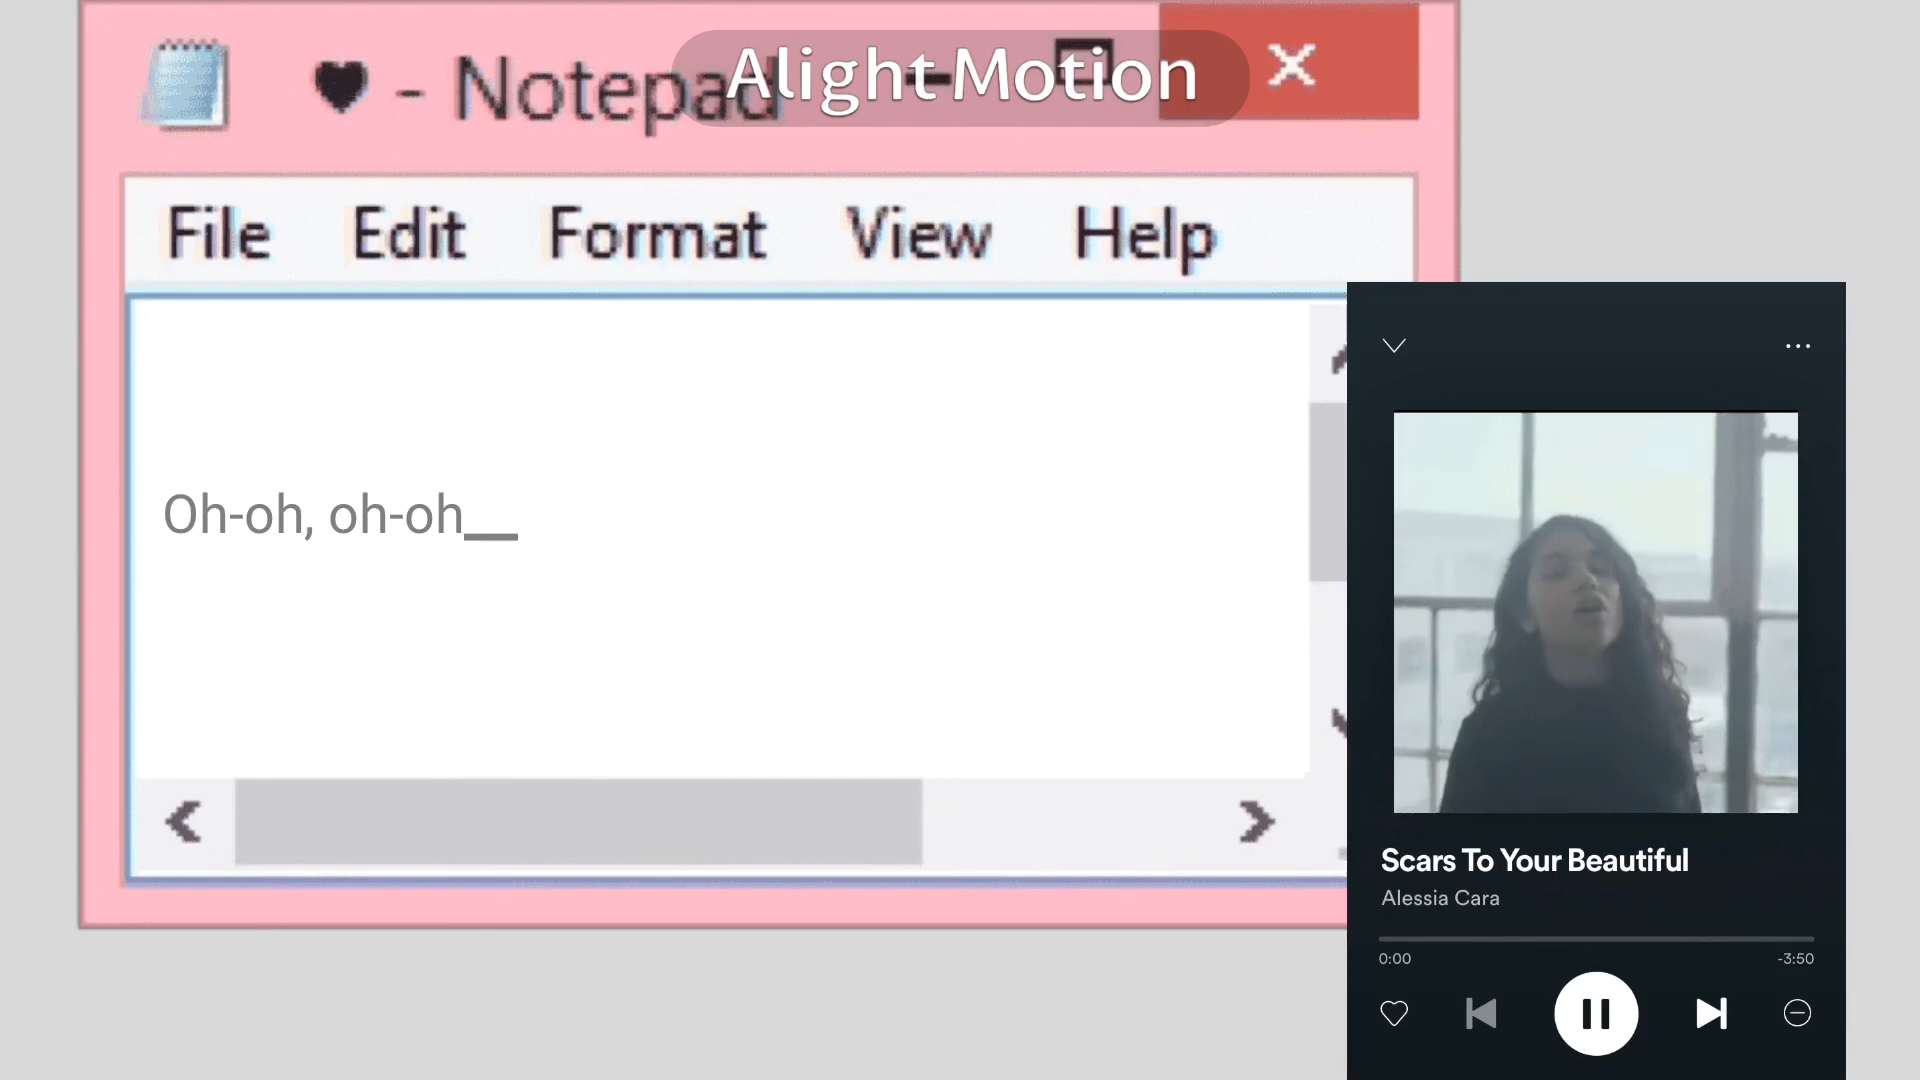 ♥ - Notepad
Alight Motion
File Edit Format View Help
Oh-oh, oh-oh__
Scars To Your Beautiful
Alessia Cara
0:00 -3:50